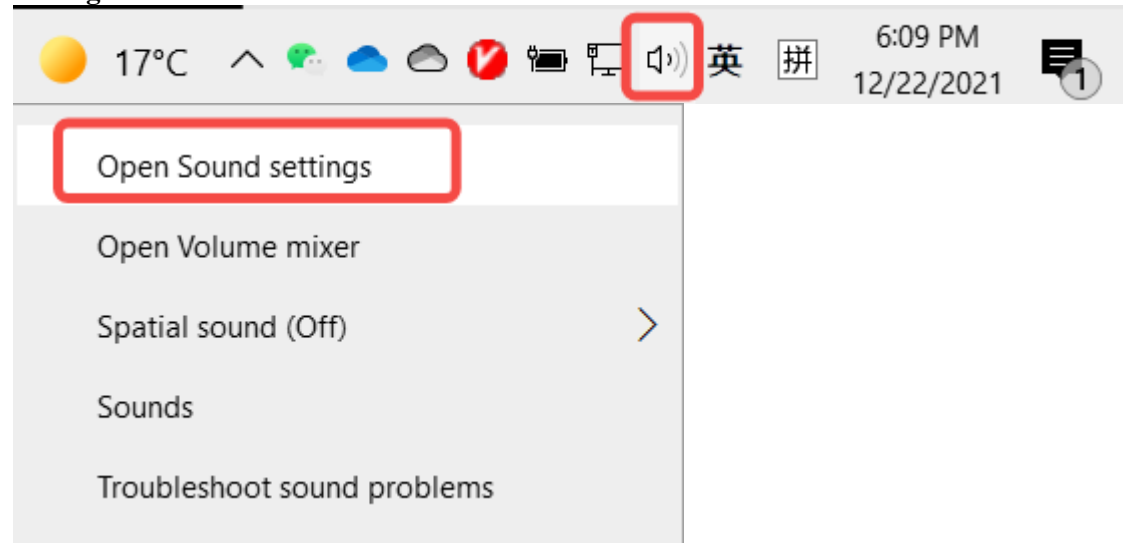 17°C 英 拼 6:09 PM
12/22/2021 1
Open Sound settings
Open Volume mixer
Spatial sound (Off)
Sounds
Troubleshoot sound problems